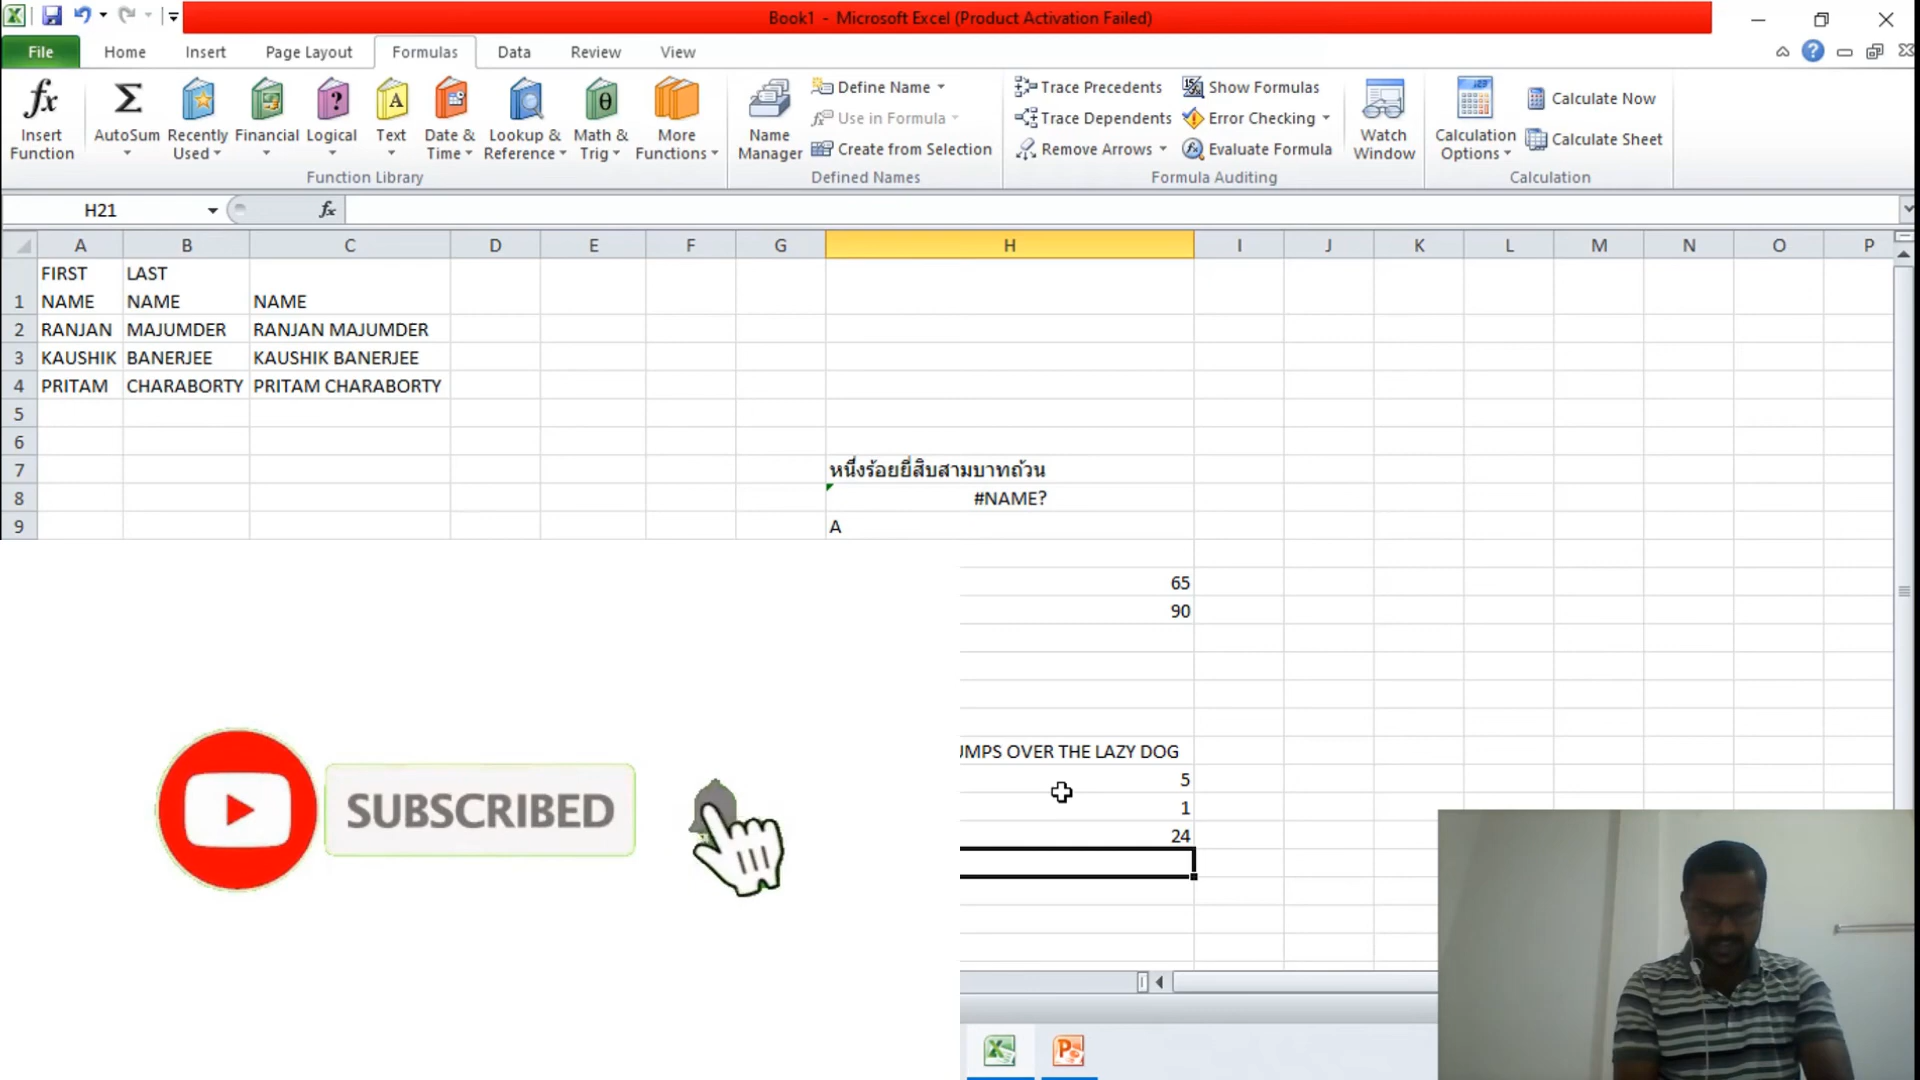 Book1 - Microsoft Excel (Product Activation Failed)
File Home Insert Page Layout Formulas Data Review View
Insert Function
AutoSum
Recently Used
Financial
Logical
Text
Date & Time
Lookup & Reference
Math & Trig
More Functions
Function Library
Name Manager
Define Name
Use in Formula
Create from Selection
Defined Names
Trace Precedents
Trace Dependents
Remove Arrows
Show Formulas
Error Checking
Evaluate Formula
Formula Auditing
Watch Window
Calculation Options
Calculate Now
Calculate Sheet
Calculation
H21 fx
A B C D E F G H I J K L M N O P
FIRST LAST
1 NAME NAME NAME
2 RANJAN MAJUMDER RANJAN MAJUMDER
3 KAUSHIK BANERJEE KAUSHIK BANERJEE
4 PRITAM CHARABORTY PRITAM CHARABORTY
5
6
7 หนึ่งร้อยยี่สิบสามบาทถ้วน
8 #NAME?
9 A
65
90
UMPS OVER THE LAZY DOG
5
1
24
SUBSCRIBED